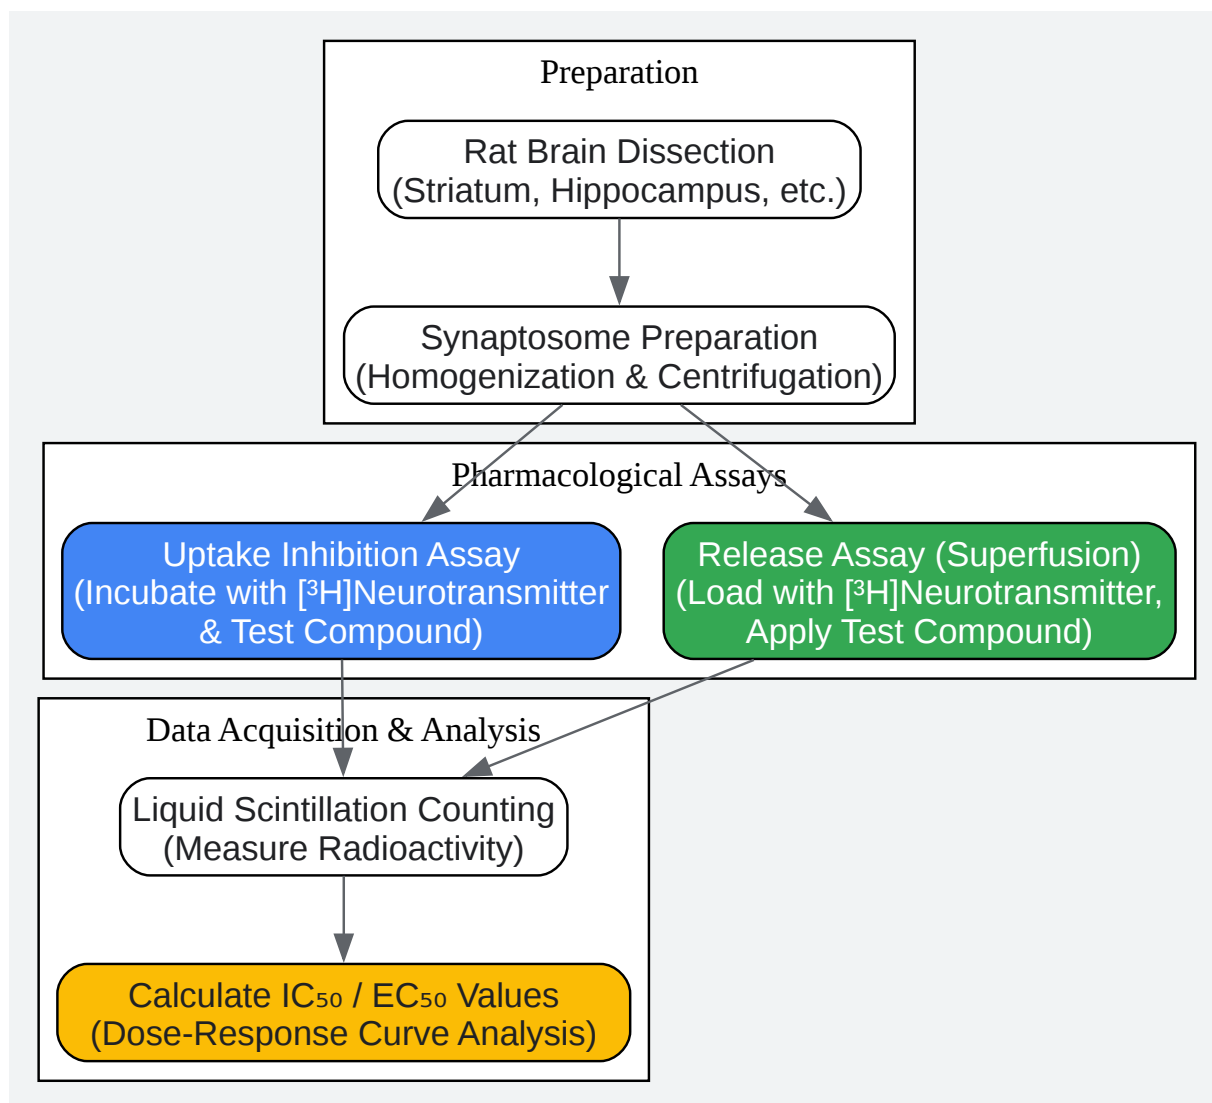 Preparation
Rat Brain Dissection
(Striatum, Hippocampus, etc.)
Synaptosome Preparation
(Homogenization & Centrifugation)
Pharmacological Assays
Uptake Inhibition Assay
(Incubate with [³H]Neurotransmitter
& Test Compound)
Release Assay (Superfusion)
(Load with [³H]Neurotransmitter,
Apply Test Compound)
Data Acquisition & Analysis
Liquid Scintillation Counting
(Measure Radioactivity)
Calculate IC₅₀ / EC₅₀ Values
(Dose-Response Curve Analysis)